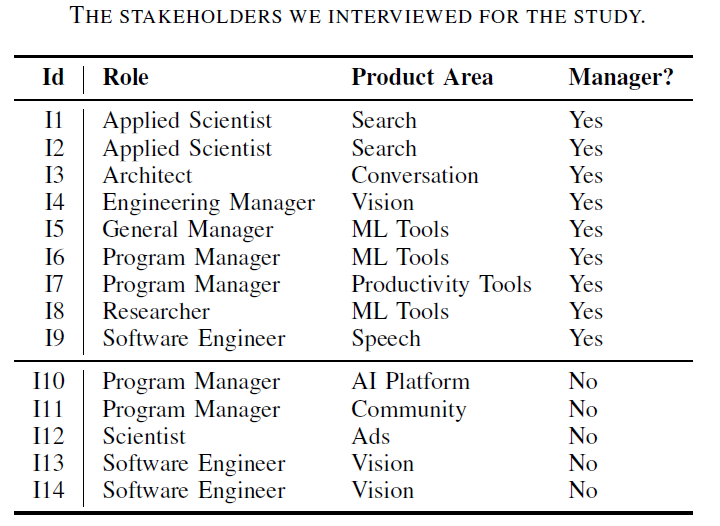 THE STAKEHOLDERS WE INTERVIEWED FOR THE STUDY.
Id Role Product Area Manager?
I1 Applied Scientist Search Yes
I2 Applied Scientist Search Yes
I3 Architect Conversation Yes
I4 Engineering Manager Vision Yes
I5 General Manager ML Tools Yes
I6 Program Manager ML Tools Yes
I7 Program Manager Productivity Tools Yes
I8 Researcher ML Tools Yes
I9 Software Engineer Speech Yes
I10 Program Manager AI Platform No
I11 Program Manager Community No
I12 Scientist Ads No
I13 Software Engineer Vision No
I14 Software Engineer Vision No